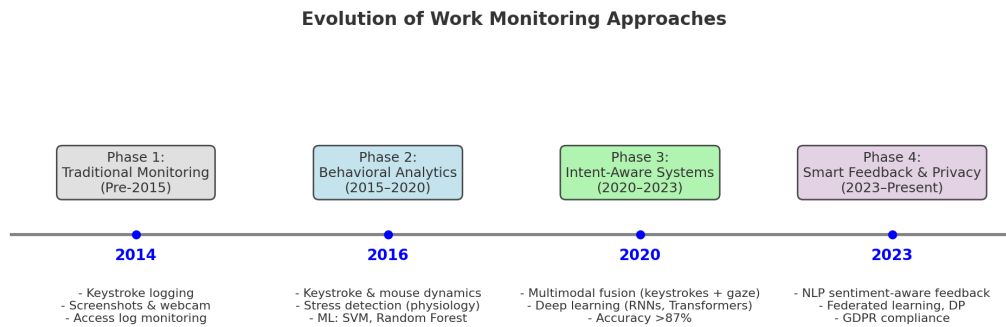 Evolution of Work Monitoring Approaches
Phase 1:
Traditional Monitoring
(Pre-2015)
Phase 2:
Behavioral Analytics
(2015–2020)
Phase 3:
Intent-Aware Systems
(2020–2023)
Phase 4:
Smart Feedback & Privacy
(2023–Present)
2014
2016
2020
2023
- Keystroke logging
- Screenshots & webcam
- Access log monitoring
- Keystroke & mouse dynamics
- Stress detection (physiology)
- ML: SVM, Random Forest
- Multimodal fusion (keystrokes + gaze)
- Deep learning (RNNs, Transformers)
- Accuracy >87%
- NLP sentiment-aware feedback
- Federated learning, DP
- GDPR compliance